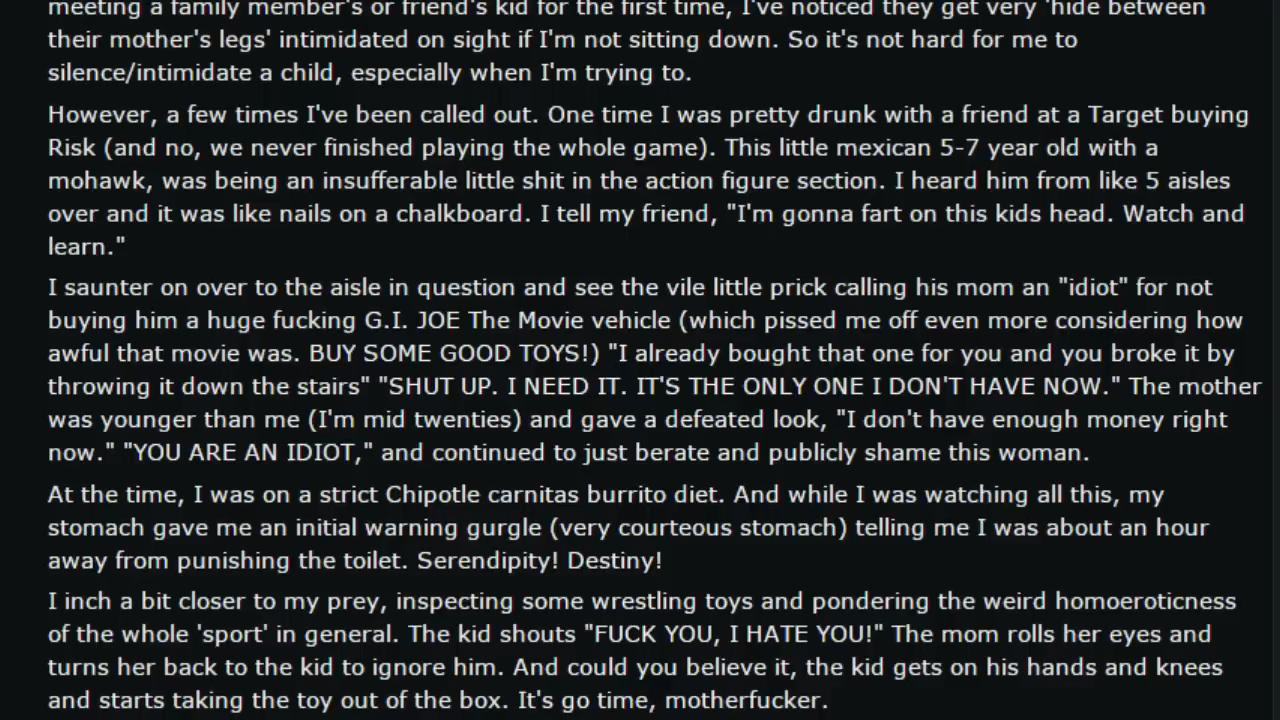 meeting a family member's or friend's kid for the first time, I've noticed they get very 'hide between
their mother's legs' intimidated on sight if I'm not sitting down. So it's not hard for me to
silence/intimidate a child, especially when I'm trying to.
However, a few times I've been called out. One time I was pretty drunk with a friend at a Target buying
Risk (and no, we never finished playing the whole game). This little mexican 5-7 year old with a
mohawk, was being an insufferable little shit in the action figure section. I heard him from like 5 aisles
over and it was like nails on a chalkboard. I tell my friend, "I'm gonna fart on this kids head. Watch and
learn."
I saunter on over to the aisle in question and see the vile little prick calling his mom an "idiot" for not
buying him a huge fucking G.I. JOE The Movie vehicle (which pissed me off even more considering how
awful that movie was. BUY SOME GOOD TOYS!) "I already bought that one for you and you broke it by
throwing it down the stairs" "SHUT UP. I NEED IT. IT'S THE ONLY ONE I DON'T HAVE NOW." The mother
was younger than me (I'm mid twenties) and gave a defeated look, "I don't have enough money right
now." "YOU ARE AN IDIOT," and continued to just berate and publicly shame this woman.
At the time, I was on a strict Chipotle carnitas burrito diet. And while I was watching all this, my
stomach gave me an initial warning gurgle (very courteous stomach) telling me I was about an hour
away from punishing the toilet. Serendipity! Destiny!
I inch a bit closer to my prey, inspecting some wrestling toys and pondering the weird homoeroticness
of the whole 'sport' in general. The kid shouts "FUCK YOU, I HATE YOU!" The mom rolls her eyes and
turns her back to the kid to ignore him. And could you believe it, the kid gets on his hands and knees
and starts taking the toy out of the box. It's go time, motherfucker.